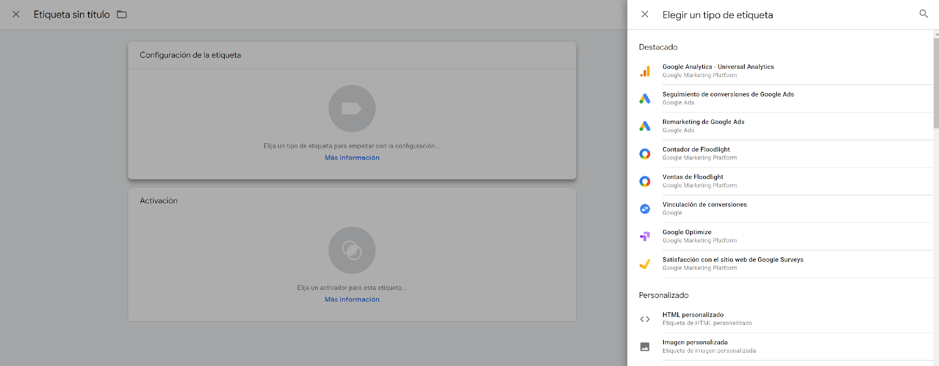 Etiqueta sin título
Configuración de la etiqueta
Elija un tipo de etiqueta para empezar con la configuración...
Más información
Activación
Elija un activador para esta etiqueta...
Más información
Elegir un tipo de etiqueta
Destacado
Google Analytics - Universal Analytics
Google Marketing Platform
Seguimiento de conversiones de Google Ads
Google Ads
Remarketing de Google Ads
Google Ads
Contador de Floodlight
Google Marketing Platform
Ventas de Floodlight
Google Marketing Platform
Vinculación de conversiones
Google
Google Optimize
Google Marketing Platform
Satisfacción con el sitio web de Google Surveys
Google Marketing Platform
Personalizado
HTML personalizado
Etiqueta de HTML personalizado
Imagen personalizada
Etiqueta de imagen personalizada